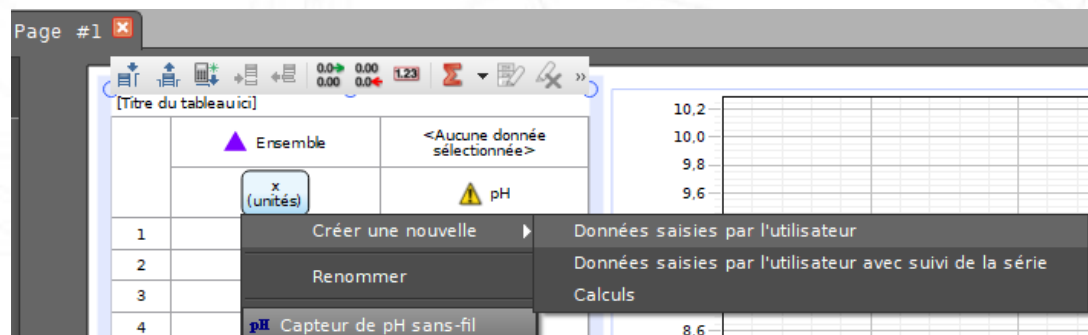 Page #1
0.0 0.00
0.00 0.0
1.23
»
[Titre du tableau ici]
Ensemble
<Aucune donnée
sélectionnée>
x
(unités)
pH
1
2
3
4
Créer une nouvelle
Renommer
pH Capteur de pH sans-fil
Données saisies par l'utilisateur
Données saisies par l'utilisateur avec suivi de la série
Calculs
10,2
10,0
9,8
9,6
8,6